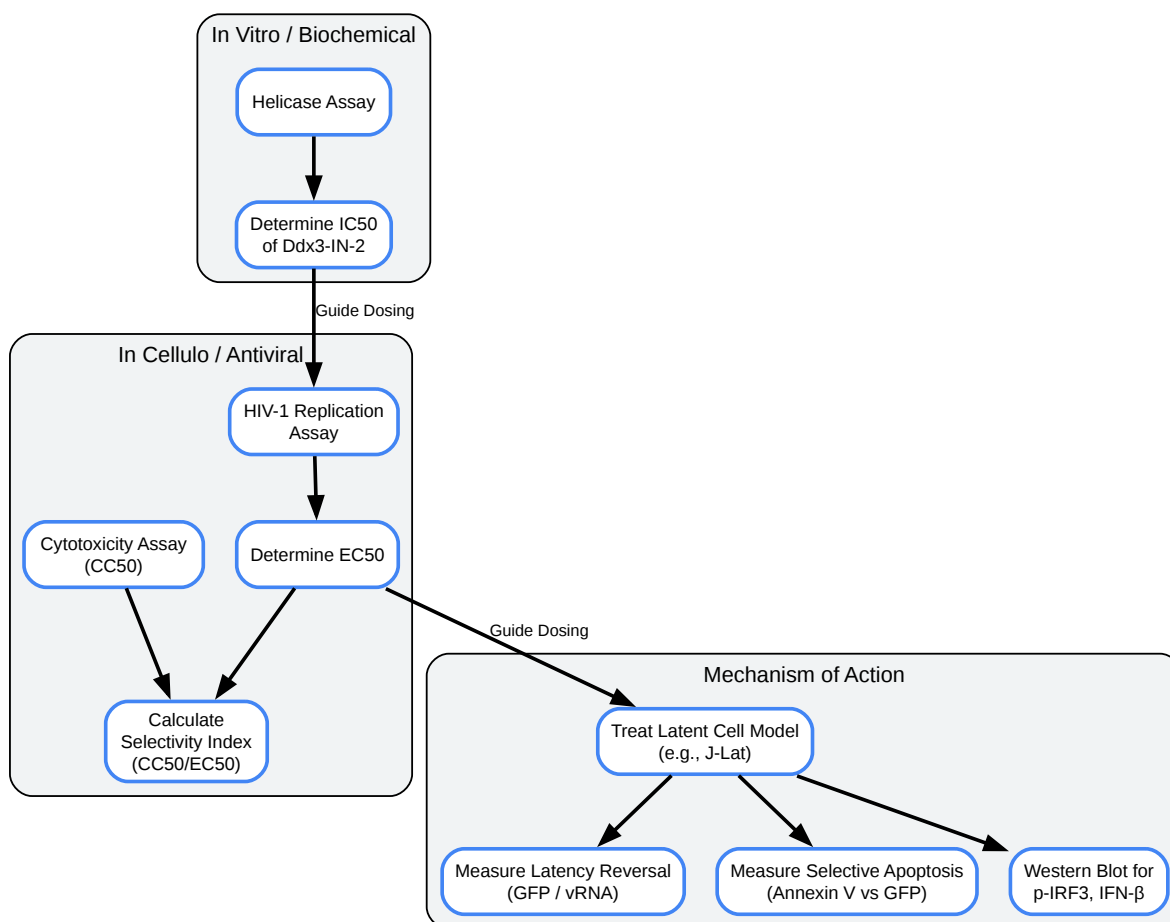 In Vitro / Biochemical
Helicase Assay
Determine IC50
of Ddx3-IN-2
Guide Dosing
In Cellulo / Antiviral
HIV-1 Replication
Assay
Cytotoxicity Assay
(CC50)
Determine EC50
Guide Dosing
Calculate
Selectivity Index
(CC50/EC50)
Mechanism of Action
Treat Latent Cell Model
(e.g., J-Lat)
Measure Latency Reversal
(GFP / vRNA)
Measure Selective Apoptosis
(Annexin V vs GFP)
Western Blot for
p-IRF3, IFN-β